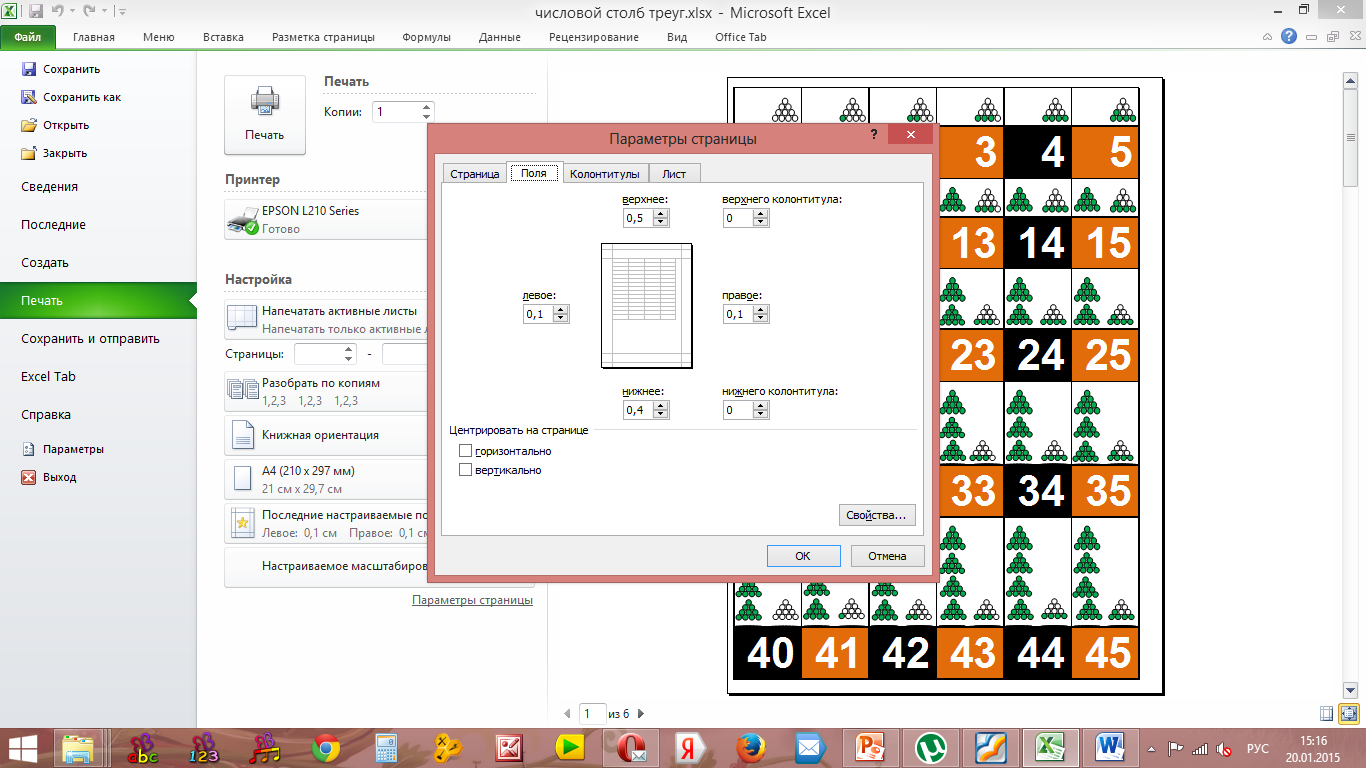 числовой столб треуг.xlsx - Microsoft Excel
Файл Главная Меню Вставка Разметка страницы Формулы Данные Рецензирование Вид Office Tab
Сохранить
Сохранить как
Открыть
Закрыть
Сведения
Последние
Создать
Печать
Сохранить и отправить
Excel Tab
Справка
Параметры
Выход
Печать
Печать
Копии: 1
Принтер
EPSON L210 Series
Готово
Настройка
Напечатать активные листы
Напечатать только активные
Страницы: -
Разобрать по копиям
1,2,3 1,2,3 1,2,3
Книжная ориентация
A4 (210 x 297 мм)
21 см x 29,7 см
Последние настраиваемые по
Левое: 0,1 см Правое: 0,1 см
Настраиваемое масштабиров
Параметры страницы
Параметры страницы
Страница Поля Колонтитулы Лист
верхнее: верхнего колонтитула:
0,5 0
левое: правое:
0,1 0,1
нижнее: нижнего колонтитула:
0,4 0
Центрировать на странице
горизонтально
вертикально
Свойства...
ОК Отмена
3 4 5
13 14 15
23 24 25
33 34 35
40 41 42 43 44 45
1 из 6
abc 123
Я
РУС
15:16
20.01.2015